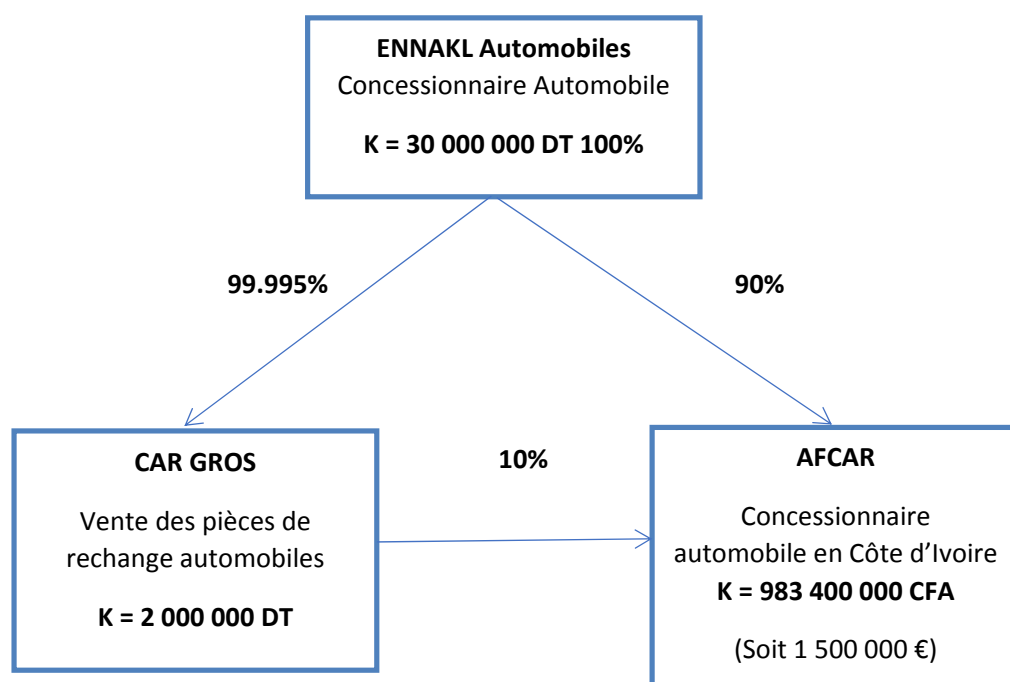 ENNAKL Automobiles
Concessionnaire Automobile
K = 30 000 000 DT 100%
99.995%
90%
CAR GROS
Vente des pièces de
rechange automobiles
K = 2 000 000 DT
10%
AFCAR
Concessionnaire
automobile en Côte d’Ivoire
K = 983 400 000 CFA
(Soit 1 500 000 €)